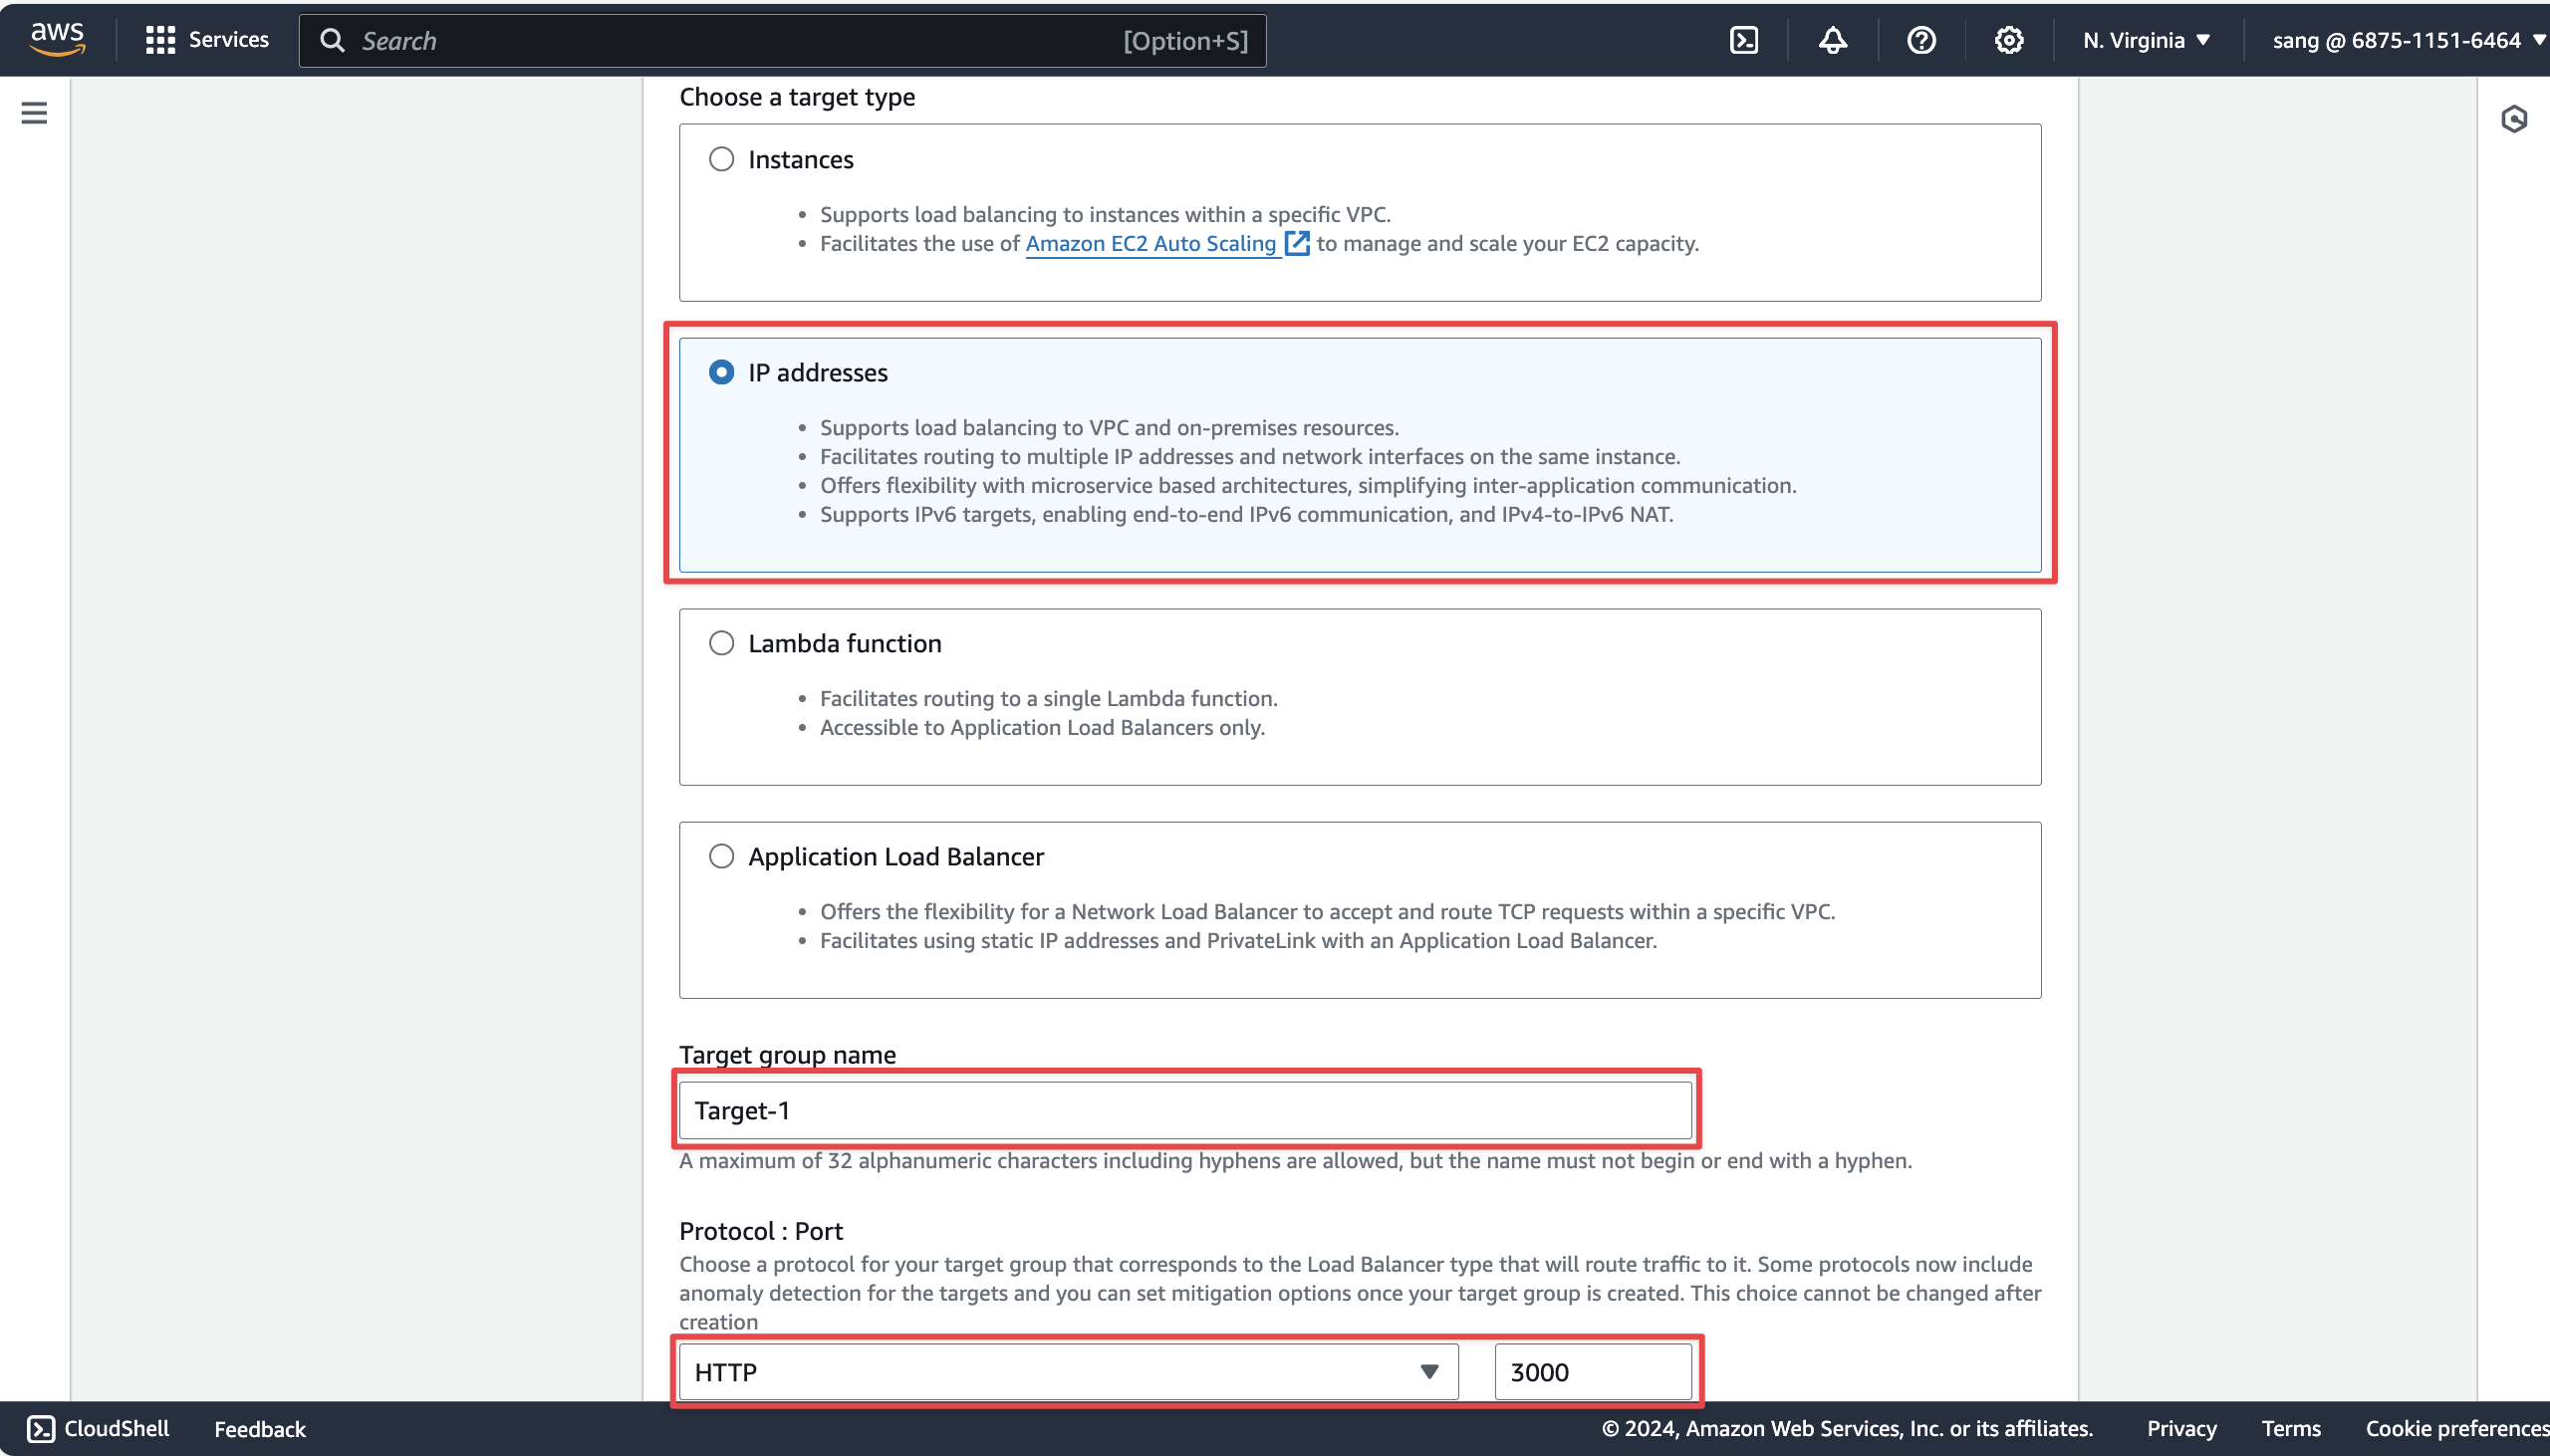 aws
Services
Search
[Option+S]
N. Virginia
sang @ 6875-1151-6464
Choose a target type
Instances
Supports load balancing to instances within a specific VPC.
Facilitates the use of Amazon EC2 Auto Scaling to manage and scale your EC2 capacity.
IP addresses
Supports load balancing to VPC and on-premises resources.
Facilitates routing to multiple IP addresses and network interfaces on the same instance.
Offers flexibility with microservice based architectures, simplifying inter-application communication.
Supports IPv6 targets, enabling end-to-end IPv6 communication, and IPv4-to-IPv6 NAT.
Lambda function
Facilitates routing to a single Lambda function.
Accessible to Application Load Balancers only.
Application Load Balancer
Offers the flexibility for a Network Load Balancer to accept and route TCP requests within a specific VPC.
Facilitates using static IP addresses and PrivateLink with an Application Load Balancer.
Target group name
Target-1
A maximum of 32 alphanumeric characters including hyphens are allowed, but the name must not begin or end with a hyphen.
Protocol : Port
Choose a protocol for your target group that corresponds to the Load Balancer type that will route traffic to it. Some protocols now include
anomaly detection for the targets and you can set mitigation options once your target group is created. This choice cannot be changed after
creation
HTTP
3000
CloudShell
Feedback
© 2024, Amazon Web Services, Inc. or its affiliates.
Privacy
Terms
Cookie preferences